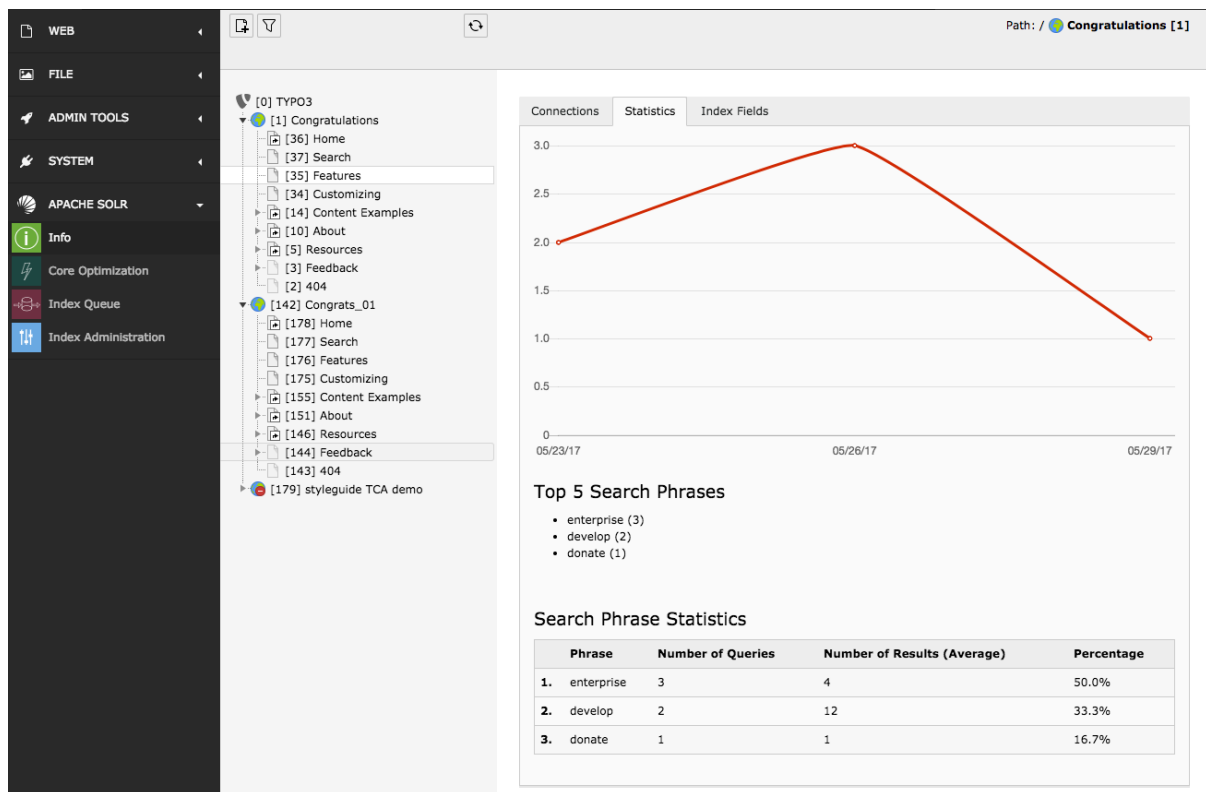 WEB
FILE
ADMIN TOOLS
SYSTEM
APACHE SOLR
Info
Core Optimization
Index Queue
Index Administration
[0] TYPO3
[1] Congratulations
[36] Home
[37] Search
[35] Features
[34] Customizing
[14] Content Examples
[10] About
[5] Resources
[3] Feedback
[2] 404
[142] Congrats_01
[178] Home
[177] Search
[176] Features
[175] Customizing
[155] Content Examples
[151] About
[146] Resources
[144] Feedback
[143] 404
[179] styleguide TCA demo
Path: / Congratulations [1]
Connections Statistics Index Fields
3.0
2.5
2.0
1.5
1.0
0.5
0
05/23/17 05/26/17 05/29/17
Top 5 Search Phrases
• enterprise (3)
• develop (2)
• donate (1)
Search Phrase Statistics
Phrase Number of Queries Number of Results (Average) Percentage
1. enterprise 3 4 50.0%
2. develop 2 12 33.3%
3. donate 1 1 16.7%